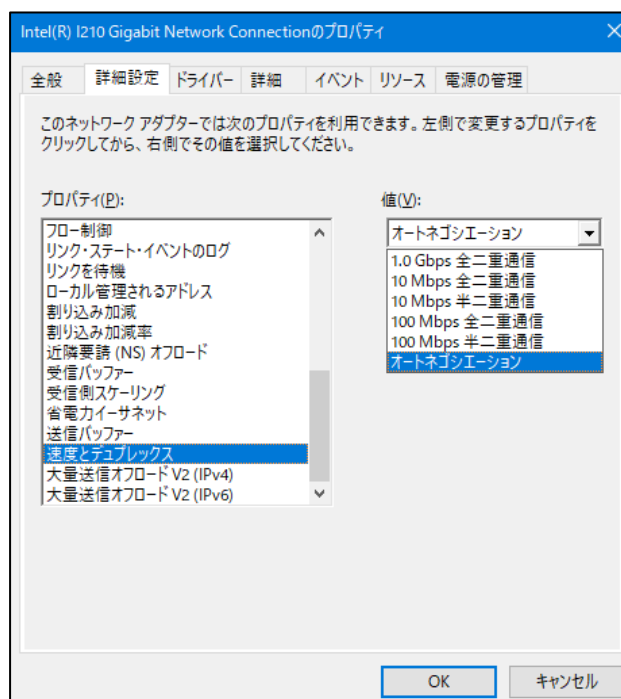 Intel(R) I210 Gigabit Network Connectionのプロパティ
全般 詳細設定 ドライバー 詳細 イベント リソース 電源の管理
このネットワーク アダプターでは次のプロパティを利用できます。左側で変更するプロパティを
クリックしてから、右側でその値を選択してください。
プロパティ(P):
フロー制御
リンク・ステート・イベントのログ
リンクを待機
ローカル管理されるアドレス
割り込み加減
割り込み加減率
近隣要請 (NS) オフロード
受信バッファー
受信側スケーリング
省電力イーサネット
送信バッファー
速度とデュプレックス
大量送信オフロード V2 (IPv4)
大量送信オフロード V2 (IPv6)
値(V):
オートネゴシエーション
1.0 Gbps 全二重通信
10 Mbps 全二重通信
10 Mbps 半二重通信
100 Mbps 全二重通信
100 Mbps 半二重通信
オートネゴシエーション
OK キャンセル